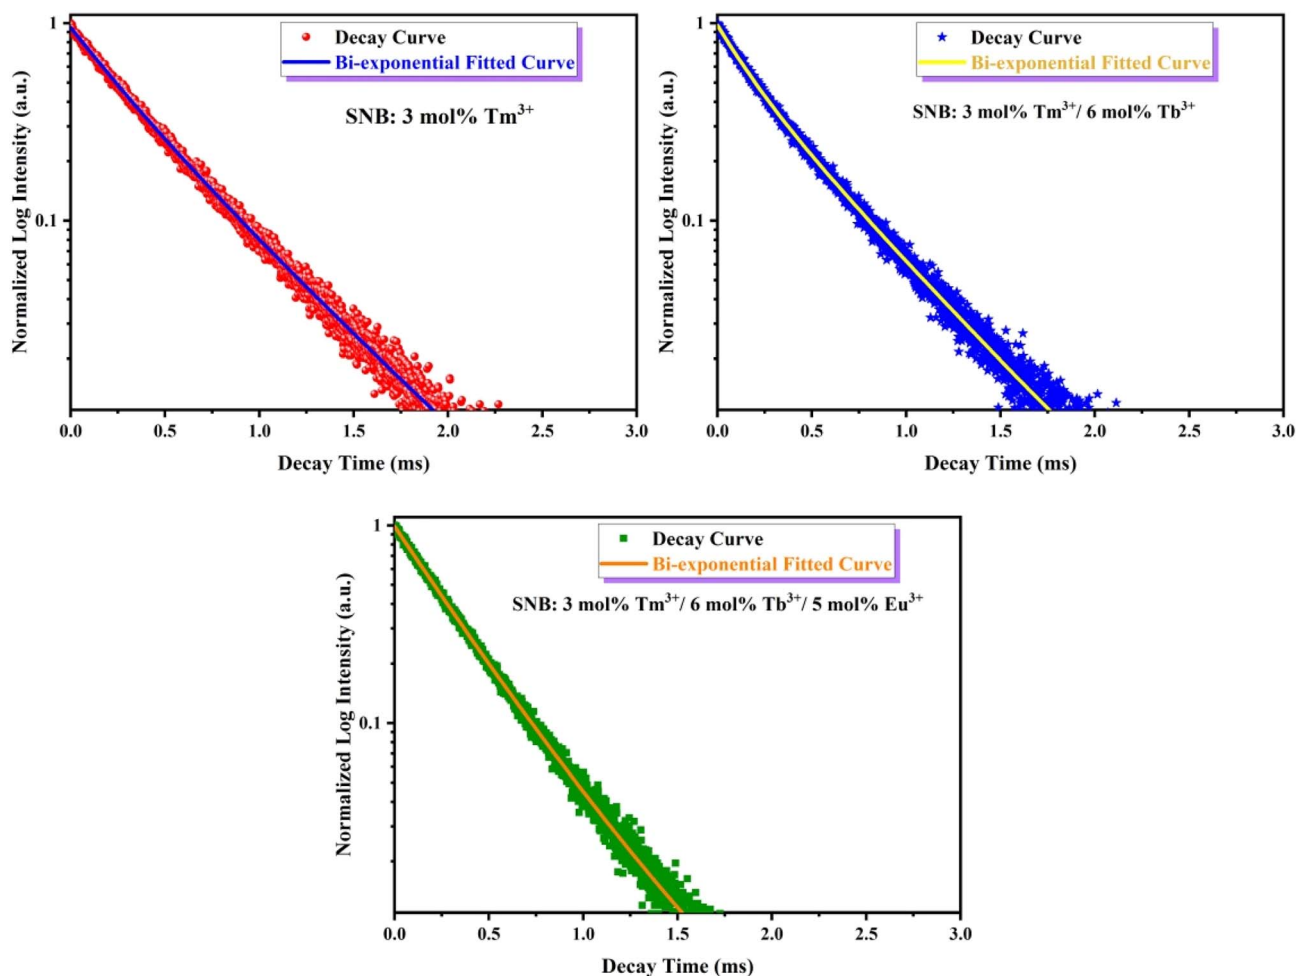 Decay Curve
Bi-exponential Fitted Curve
SNB: 3 mol% Tm³⁺
1
0.1
Normalized Log Intensity (a.u.)
0.0 0.5 1.0 1.5 2.0 2.5 3.0
Decay Time (ms)
Decay Curve
Bi-exponential Fitted Curve
SNB: 3 mol% Tm³⁺/ 6 mol% Tb³⁺
1
0.1
Normalized Log Intensity (a.u.)
0.0 0.5 1.0 1.5 2.0 2.5 3.0
Decay Time (ms)
Decay Curve
Bi-exponential Fitted Curve
SNB: 3 mol% Tm³⁺/ 6 mol% Tb³⁺/ 5 mol% Eu³⁺
1
0.1
Normalized Log Intensity (a.u.)
0.0 0.5 1.0 1.5 2.0 2.5 3.0
Decay Time (ms)